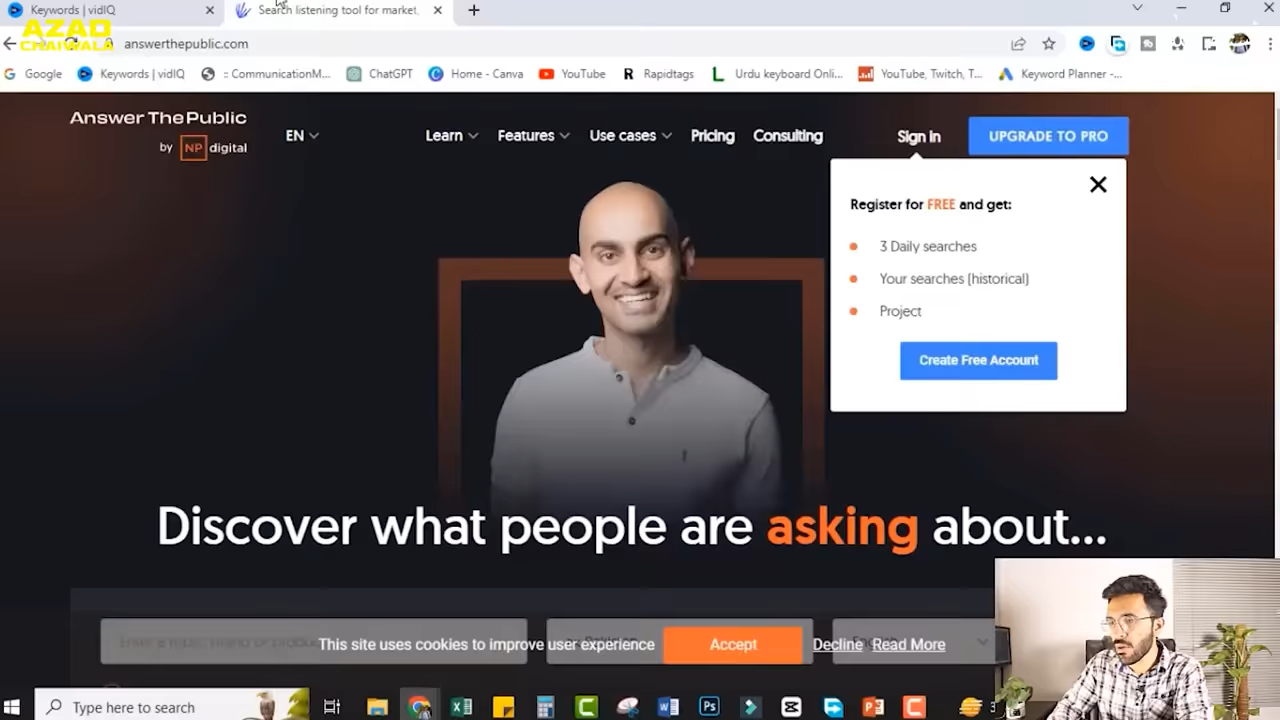 Keywords | vidIQ
Search listening tool for market,
AZAD
CHAIWALA
answerthepublic.com
Google
Keywords | vidIQ
:: CommunicationM...
ChatGPT
Home - Canva
YouTube
Rapidtags
Urdu keyboard Onli...
YouTube, Twitch, T...
Keyword Planner -...
AnswerThePublic
by NP digital
EN
Learn
Features
Use cases
Pricing
Consulting
Sign in
UPGRADE TO PRO
Register for FREE and get:
3 Daily searches
Your searches (historical)
Project
Create Free Account
Discover what people are asking about...
This site uses cookies to improve user experience
Accept
Decline
Read More
Type here to search